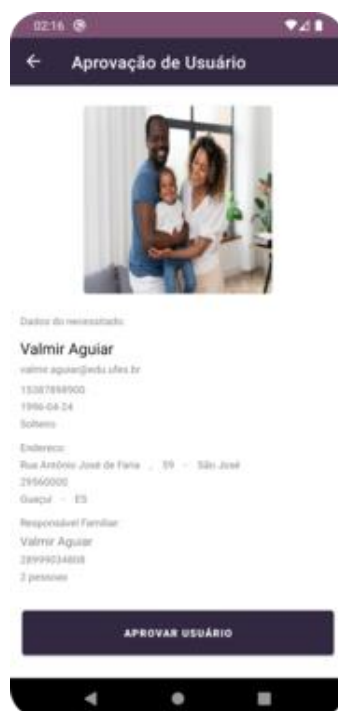 02:16
Aprovação de Usuário
Dados do necessitado:
Valmir Aguiar
valmir.aguiar@edu.ufes.br
15387898900
1996-04-24
Solteiro
Endereco:
Rua Antônio José de Faria , 59 - São José
29560000
Guaçuí - ES
Responsável Familiar:
Valmir Aguiar
28999034608
2 pessoas
APROVAR USUÁRIO